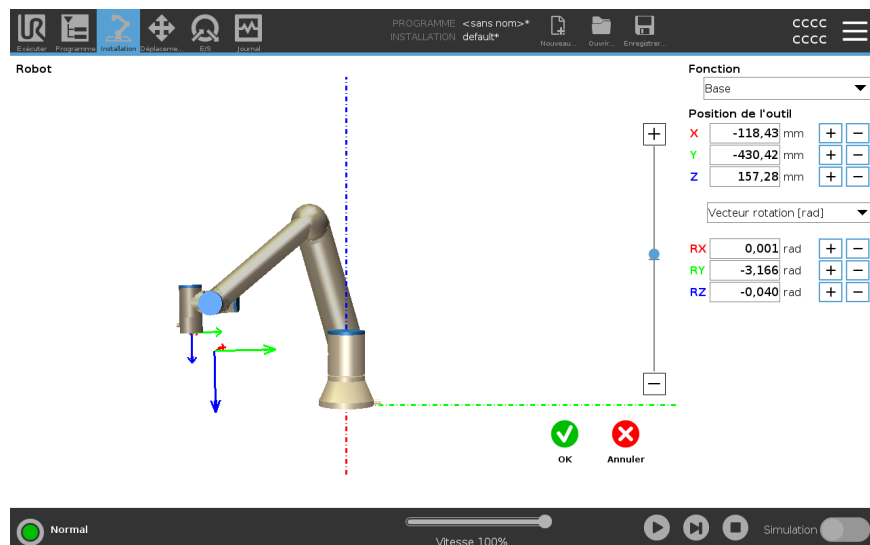 PROGRAMME <sans nom>*
INSTALLATION default*
cccc
cccc
Exécuter
Programme
Installation
Déplaceme...
E/S
Journal
Nouveau...
Ouvrir...
Enregistrer...
Robot
Fonction
Base
Position de l'outil
X -118,43 mm + −
Y -430,42 mm + −
Z 157,28 mm + −
Vecteur rotation [rad]
RX 0,001 rad + −
RY -3,166 rad + −
RZ -0,040 rad + −
+
−
OK
Annuler
Normal
Vitesse 100%
Simulation